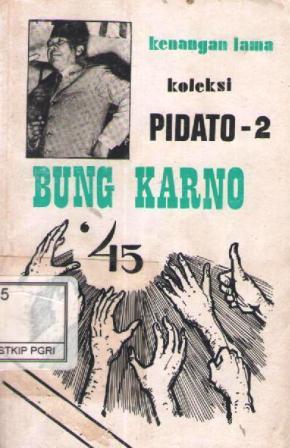 kenangan lama
koleksi
PIDATO-2
BUNG KARNO
'45
5
STKIP PGRI